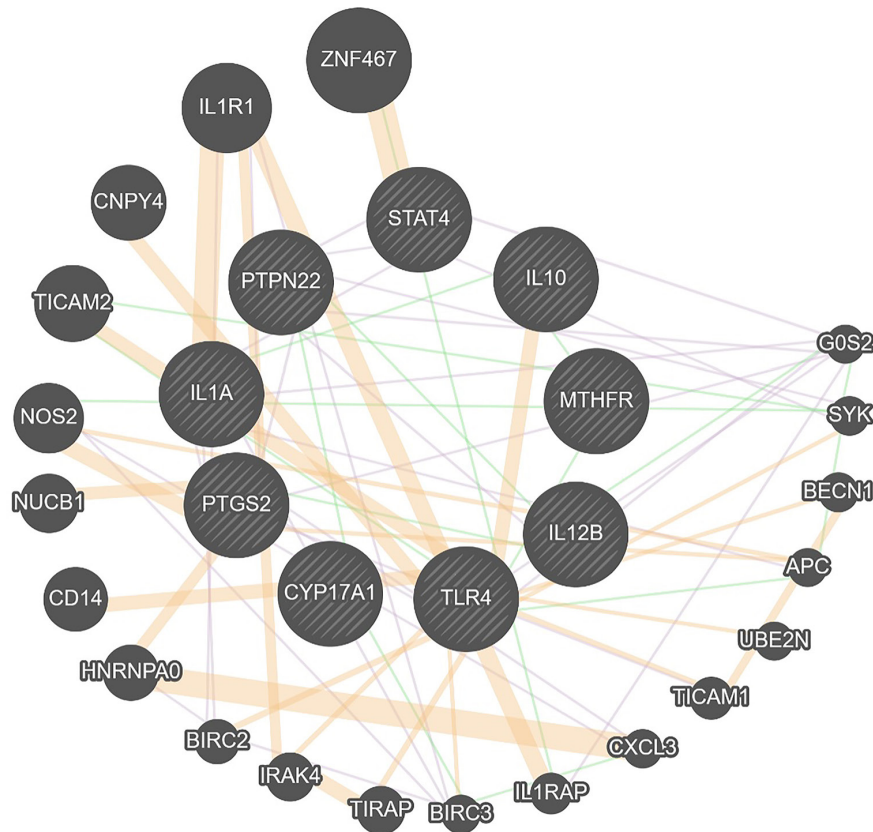 ZNF467
IL1R1
CNPY4
STAT4
PTPN22
IL10
TICAM2
G0S2
IL1A
MTHFR
NOS2
SYK
NUCB1
PTGS2
BECN1
IL12B
APC
CD14
CYP17A1
TLR4
UBE2N
HNRNPA0
TICAM1
BIRC2
CXCL3
IRAK4
IL1RAP
TIRAP
BIRC3